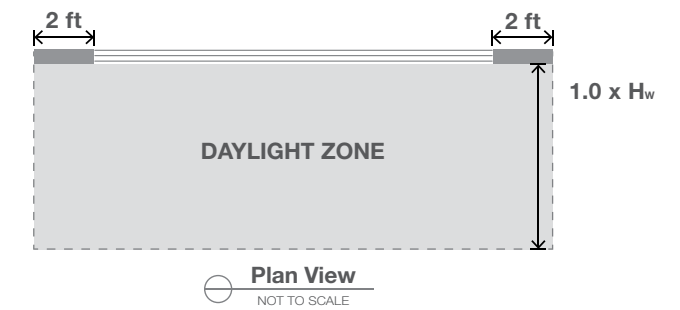 2 ft 2 ft
1.0 x Hw
DAYLIGHT ZONE
Plan View
NOT TO SCALE